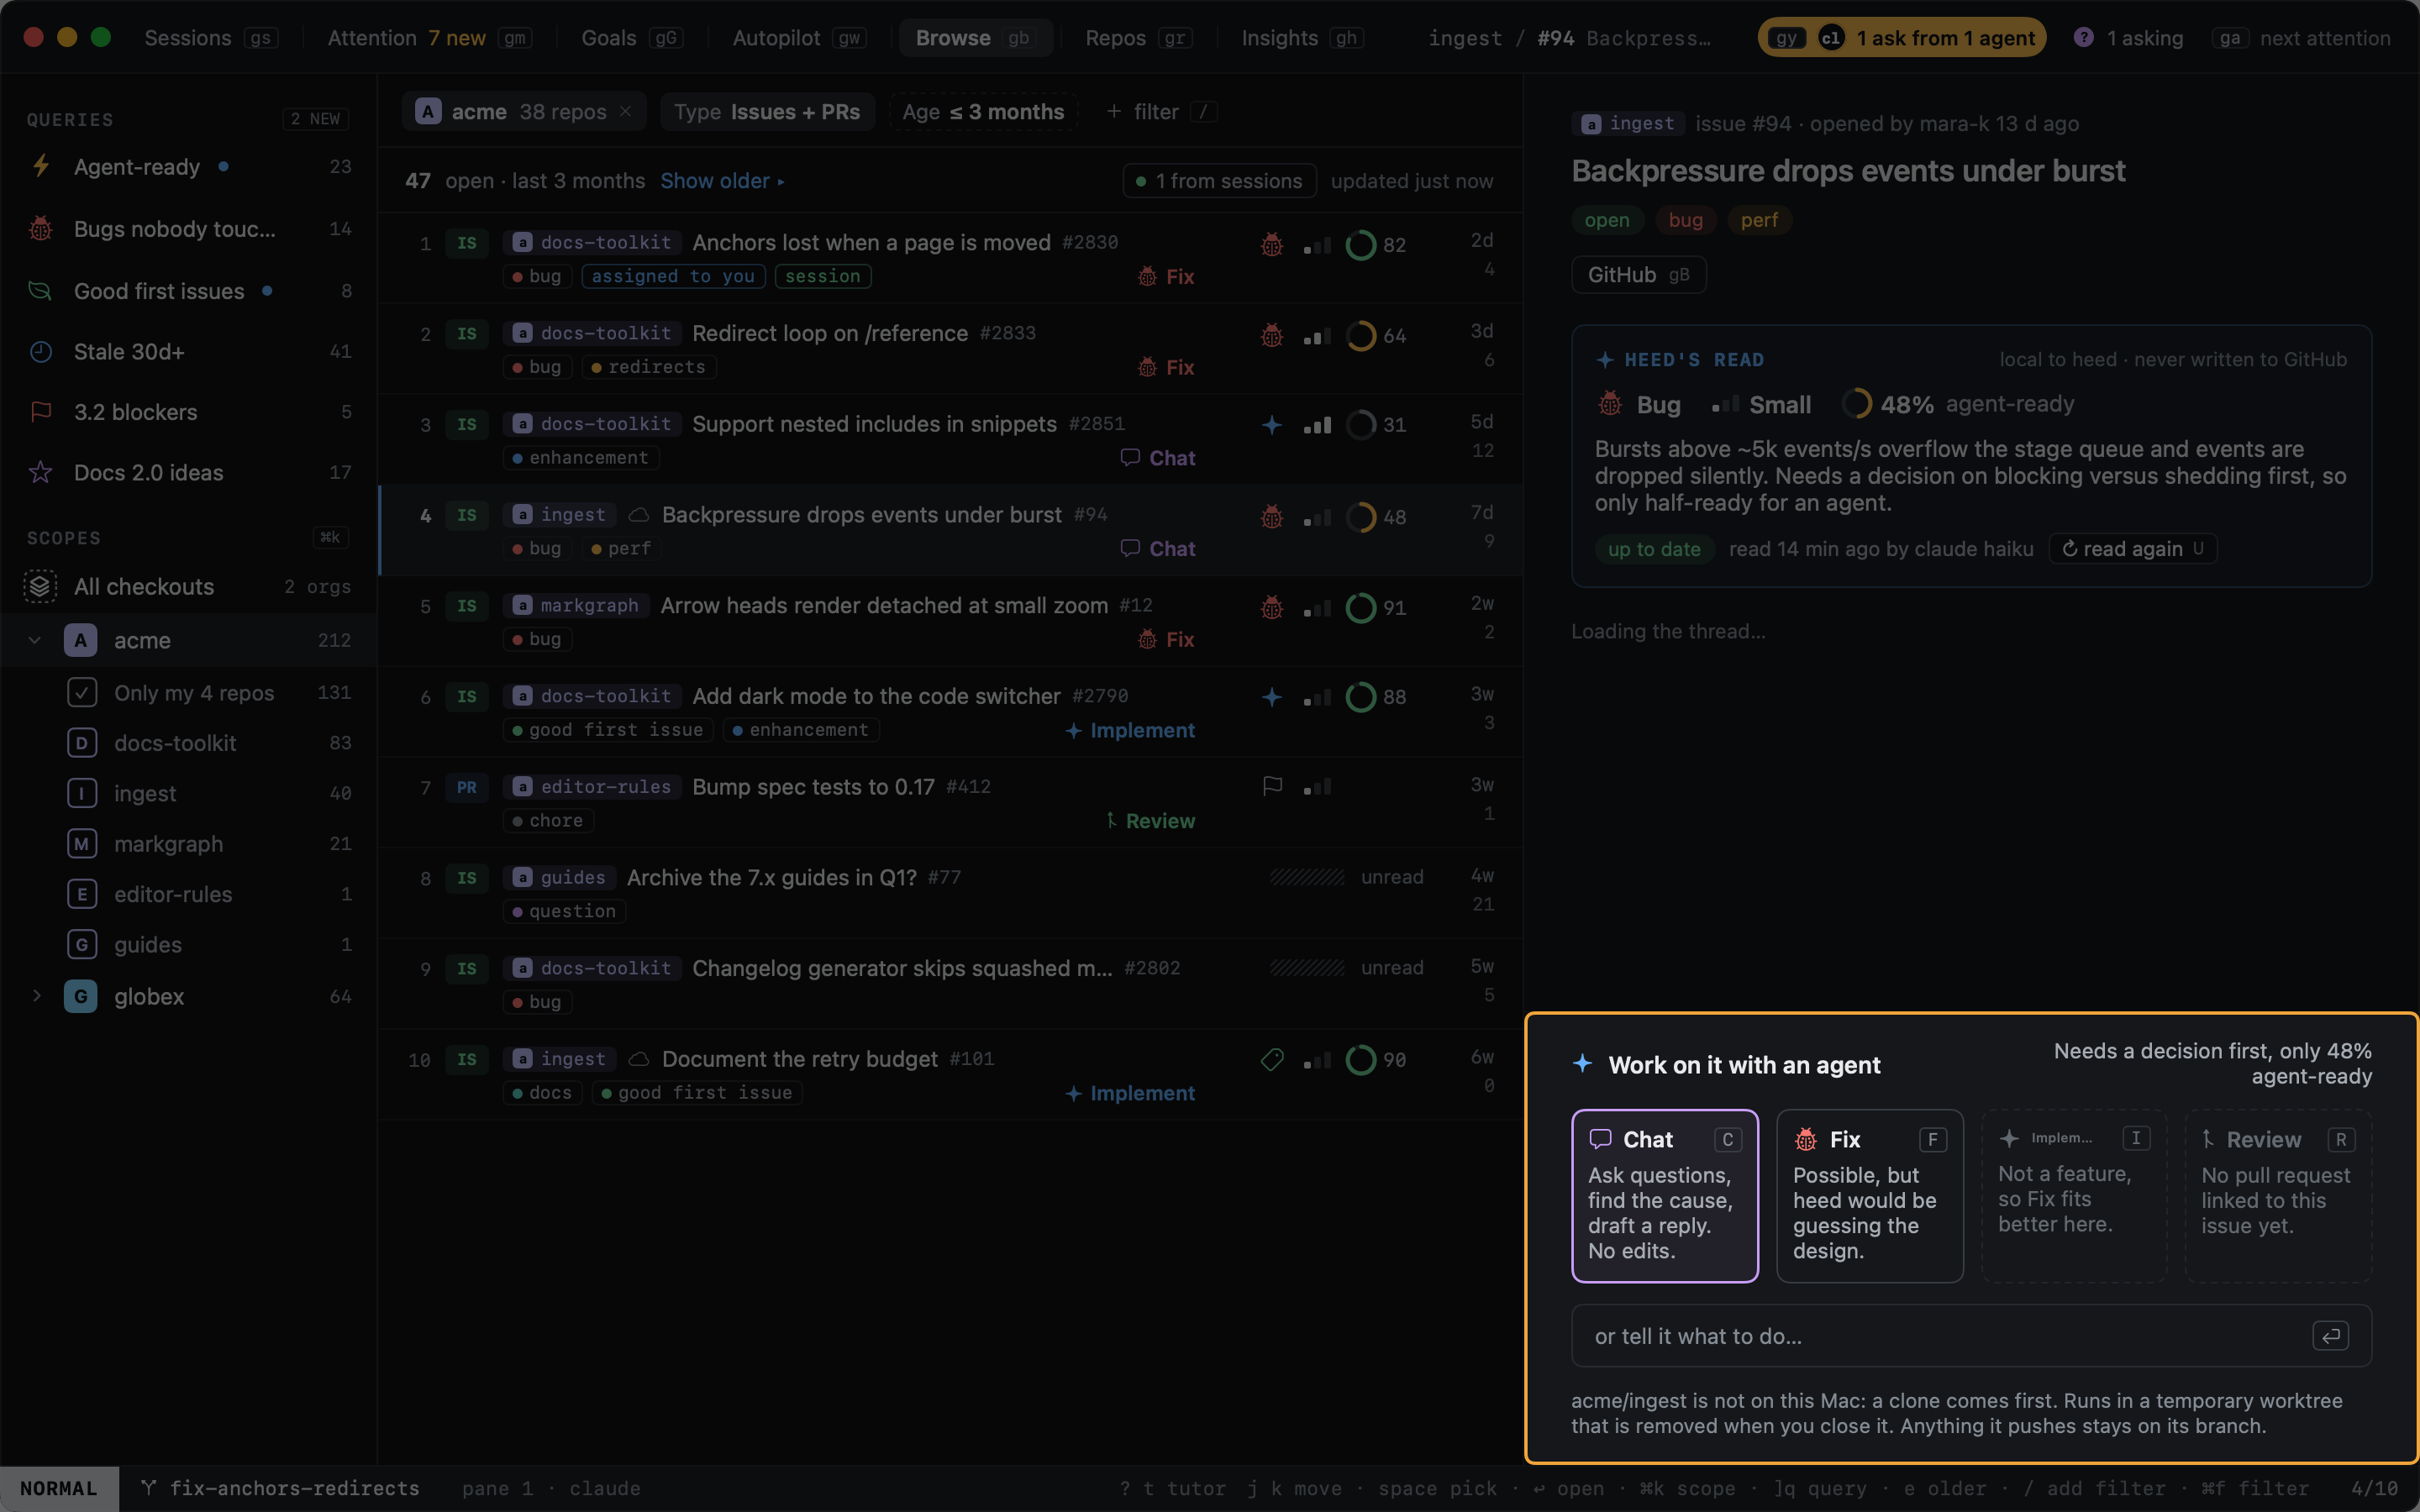 Sessions gs Attention 7 new gm Goals gG Autopilot gw Browse gb Repos gr Insights gh ingest / #94 Backpress… gy cl 1 ask from 1 agent ? 1 asking ga next attention
QUERIES 2 NEW
Agent-ready 23
Bugs nobody touc… 14
Good first issues 8
Stale 30d+ 41
3.2 blockers 5
Docs 2.0 ideas 17
SCOPES ⌘k
All checkouts 2 orgs
A acme 212
Only my 4 repos 131
D docs-toolkit 83
I ingest 40
M markgraph 21
E editor-rules 1
G guides 1
G globex 64
A acme 38 repos × Type Issues + PRs Age ≤ 3 months + filter /
47 open · last 3 months Show older ▸ 1 from sessions updated just now
1 IS a docs-toolkit Anchors lost when a page is moved #2830 82 2d
bug assigned to you session Fix 4
2 IS a docs-toolkit Redirect loop on /reference #2833 64 3d
bug redirects Fix 6
3 IS a docs-toolkit Support nested includes in snippets #2851 31 5d
enhancement Chat 12
4 IS a ingest Backpressure drops events under burst #94 48 7d
bug perf Chat 9
5 IS a markgraph Arrow heads render detached at small zoom #12 91 2w
bug Fix 2
6 IS a docs-toolkit Add dark mode to the code switcher #2790 88 3w
good first issue enhancement Implement 3
7 PR a editor-rules Bump spec tests to 0.17 #412 3w
chore Review 1
8 IS a guides Archive the 7.x guides in Q1? #77 unread 4w
question 21
9 IS a docs-toolkit Changelog generator skips squashed m… #2802 unread 5w
bug 5
10 IS a ingest Document the retry budget #101 90 6w
docs good first issue Implement 0
a ingest issue #94 · opened by mara-k 13 d ago
Backpressure drops events under burst
open bug perf
GitHub gB
HEED'S READ local to heed · never written to GitHub
Bug Small 48% agent-ready
Bursts above ~5k events/s overflow the stage queue and events are
dropped silently. Needs a decision on blocking versus shedding first, so
only half-ready for an agent.
up to date read 14 min ago by claude haiku read again U
Loading the thread…
Work on it with an agent Needs a decision first, only 48%
agent-ready
Chat C
Ask questions,
find the cause,
draft a reply.
No edits.
Fix F
Possible, but
heed would be
guessing the
design.
Implem… I
Not a feature,
so Fix fits
better here.
Review R
No pull request
linked to this
issue yet.
or tell it what to do…
acme/ingest is not on this Mac: a clone comes first. Runs in a temporary worktree
that is removed when you close it. Anything it pushes stays on its branch.
NORMAL fix-anchors-redirects pane 1 · claude ? t tutor j k move · space pick · ↩ open · ⌘k scope · ]q query · e older · / add filter · ⌘f filter 4/10